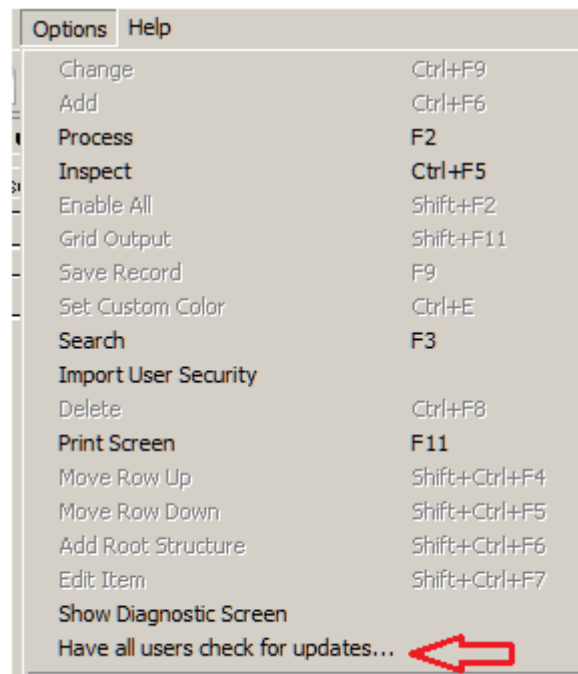 Options Help
Change Ctrl+F9
Add Ctrl+F6
Process F2
Inspect Ctrl+F5
Enable All Shift+F2
Grid Output Shift+F11
Save Record F9
Set Custom Color Ctrl+E
Search F3
Import User Security
Delete Ctrl+F8
Print Screen F11
Move Row Up Shift+Ctrl+F4
Move Row Down Shift+Ctrl+F5
Add Root Structure Shift+Ctrl+F6
Edit Item Shift+Ctrl+F7
Show Diagnostic Screen
Have all users check for updates...